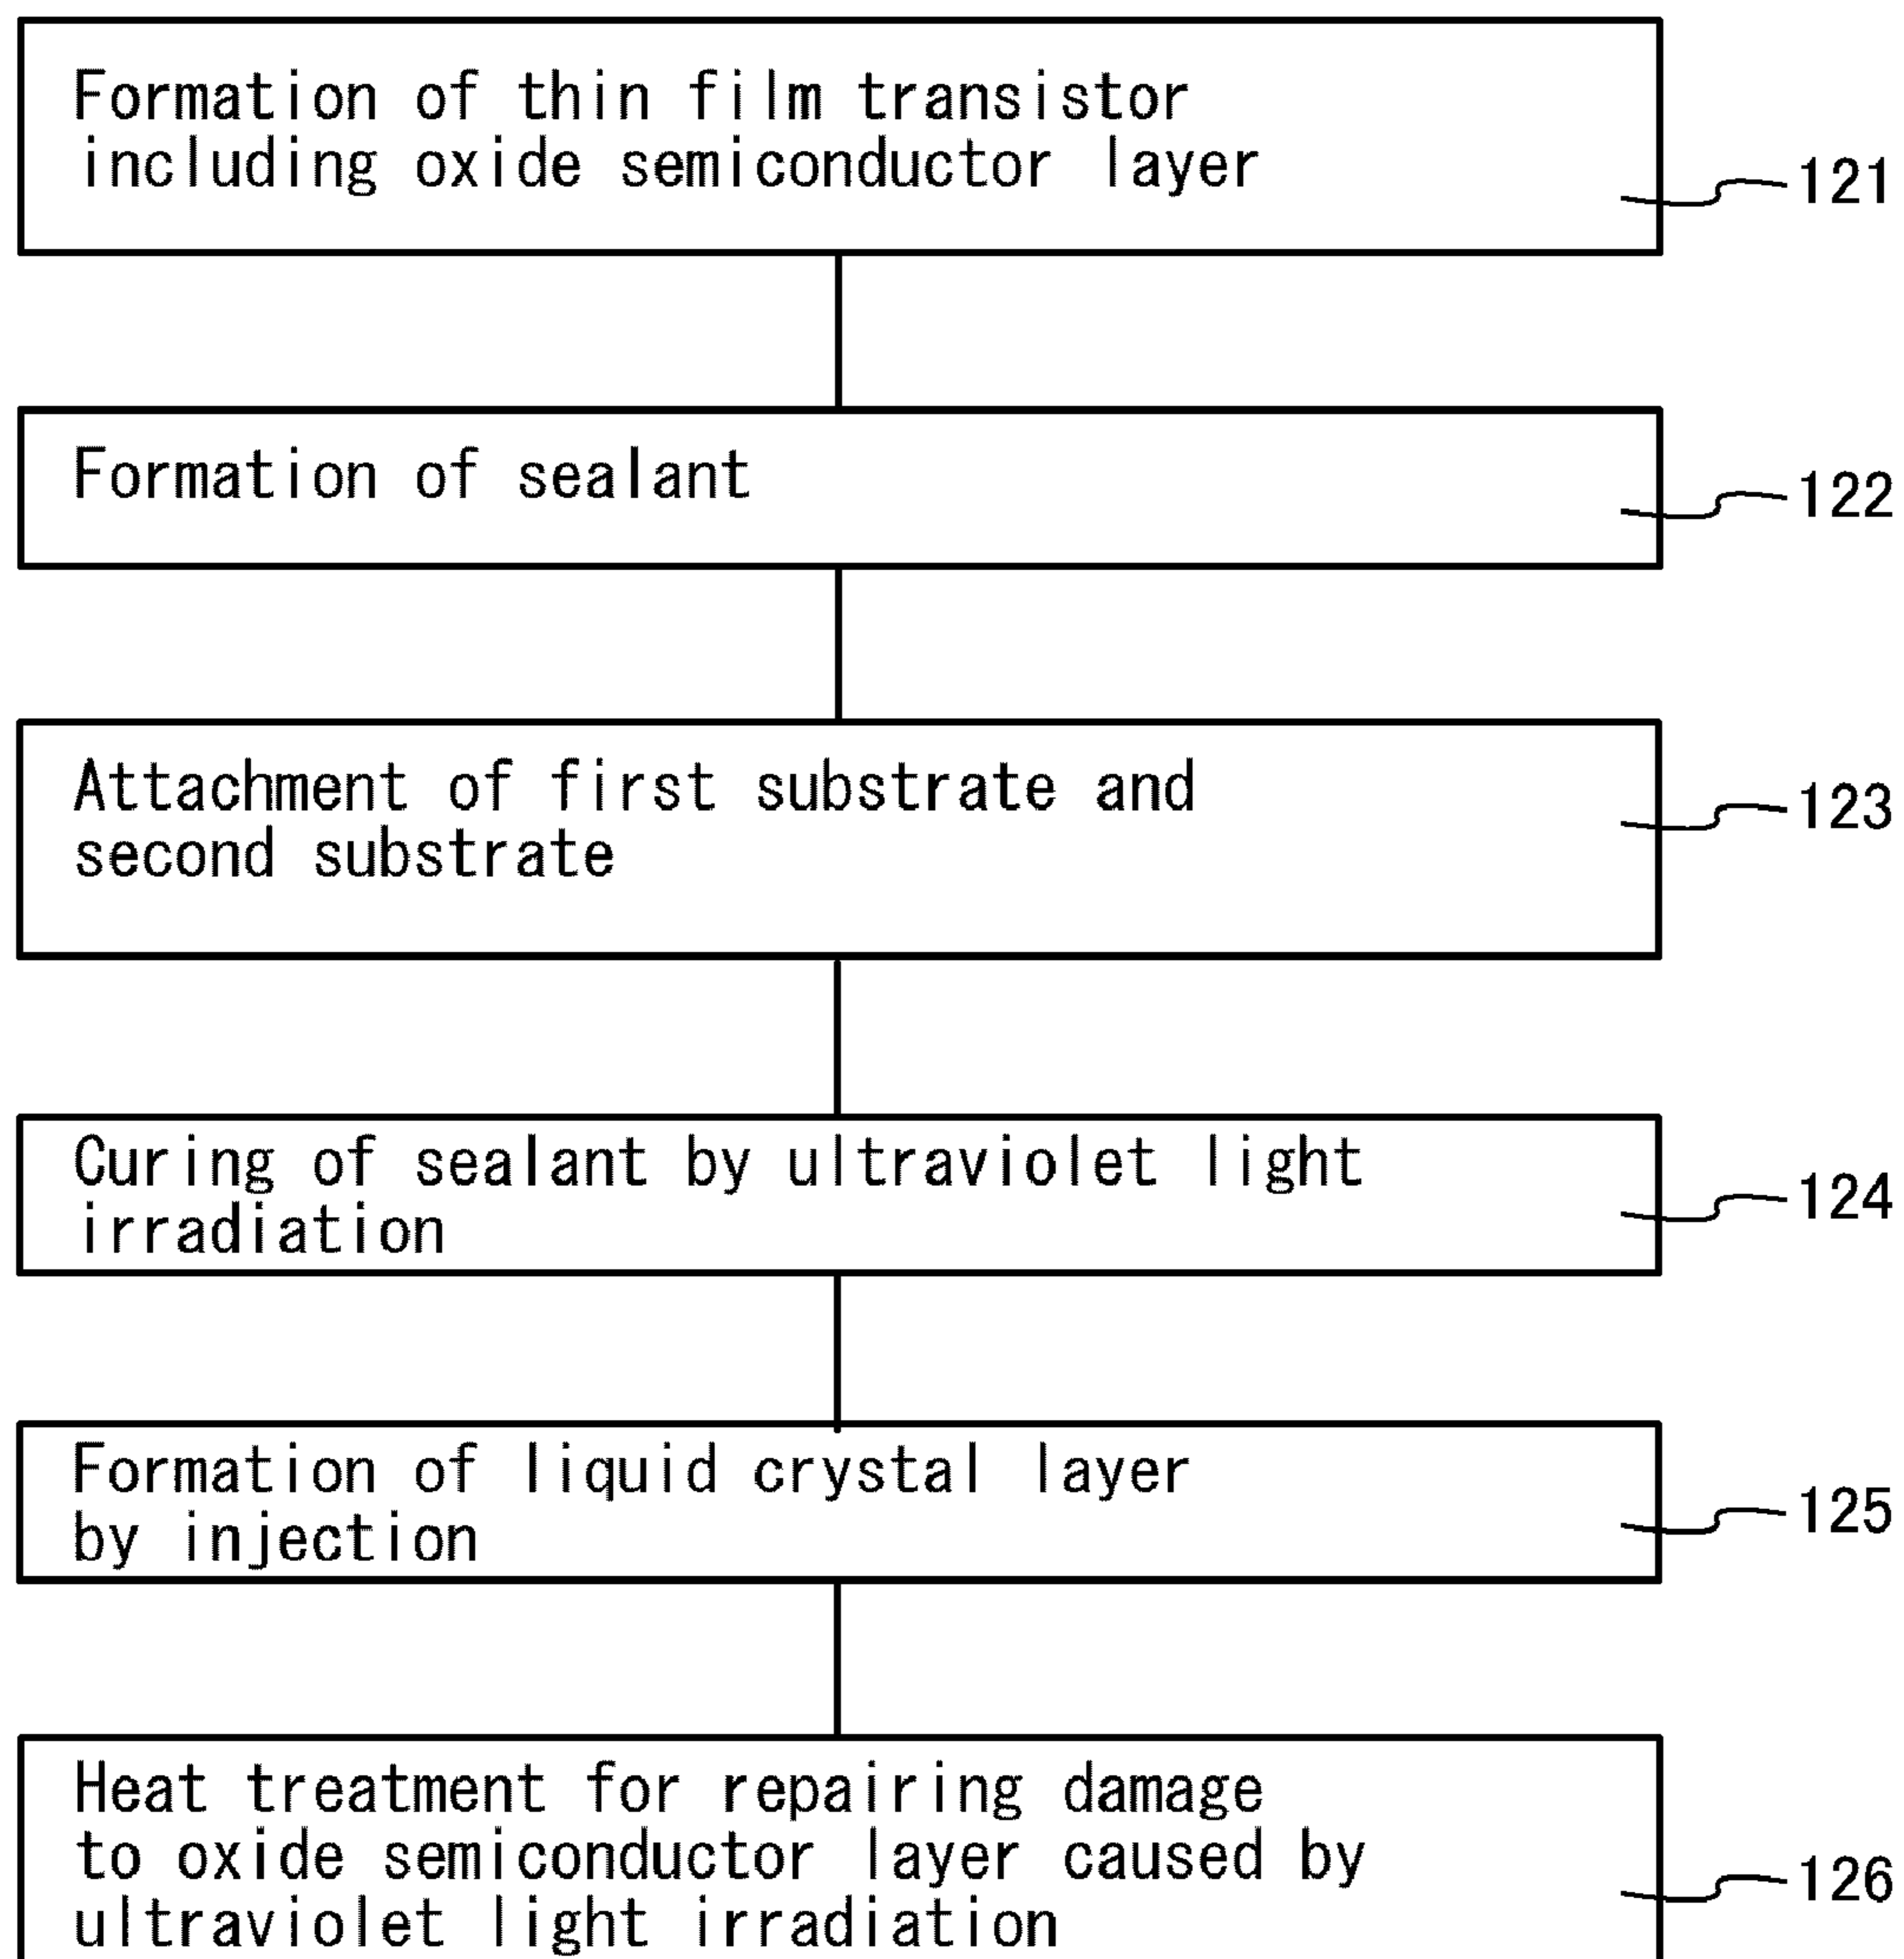 Formation of thin film transistor
including oxide semiconductor layer
121
Formation of sealant
122
Attachment of first substrate and
second substrate
123
Curing of sealant by ultraviolet light
irradiation
124
Formation of liquid crystal layer
by injection
125
Heat treatment for repairing damage
to oxide semiconductor layer caused by
ultraviolet light irradiation
126